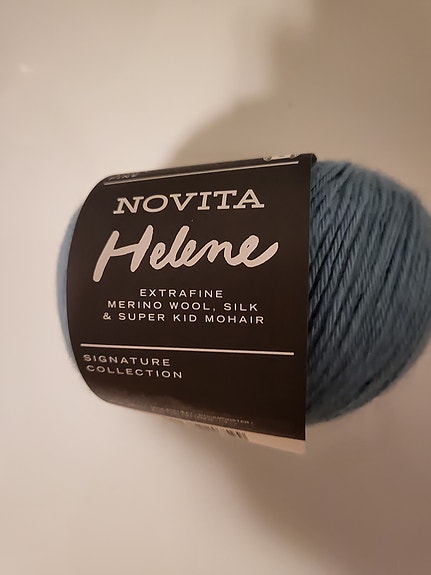 NOVITA
Helene
EXTRAFINE
MERINO WOOL, SILK
& SUPER KID MOHAIR
SIGNATURE
COLLECTION